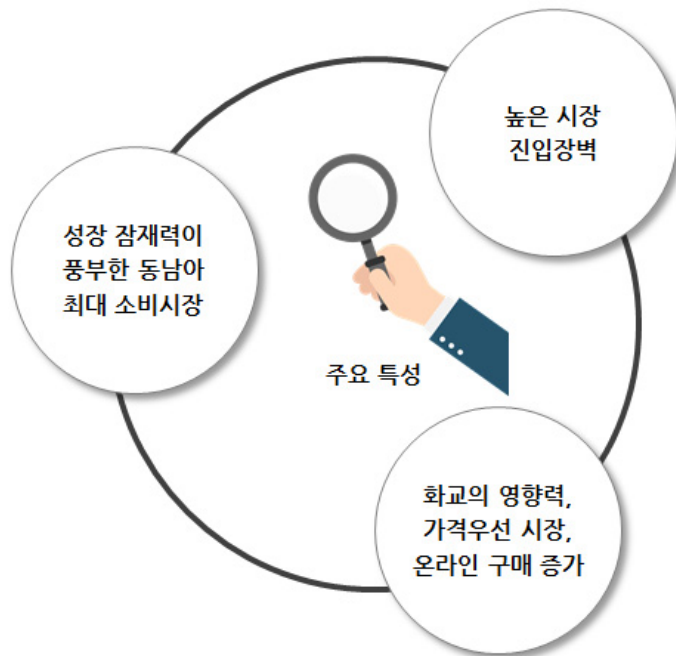 높은 시장
진입장벽
성장 잠재력이
풍부한 동남아
최대 소비시장
주요 특성
화교의 영향력,
가격우선 시장,
온라인 구매 증가